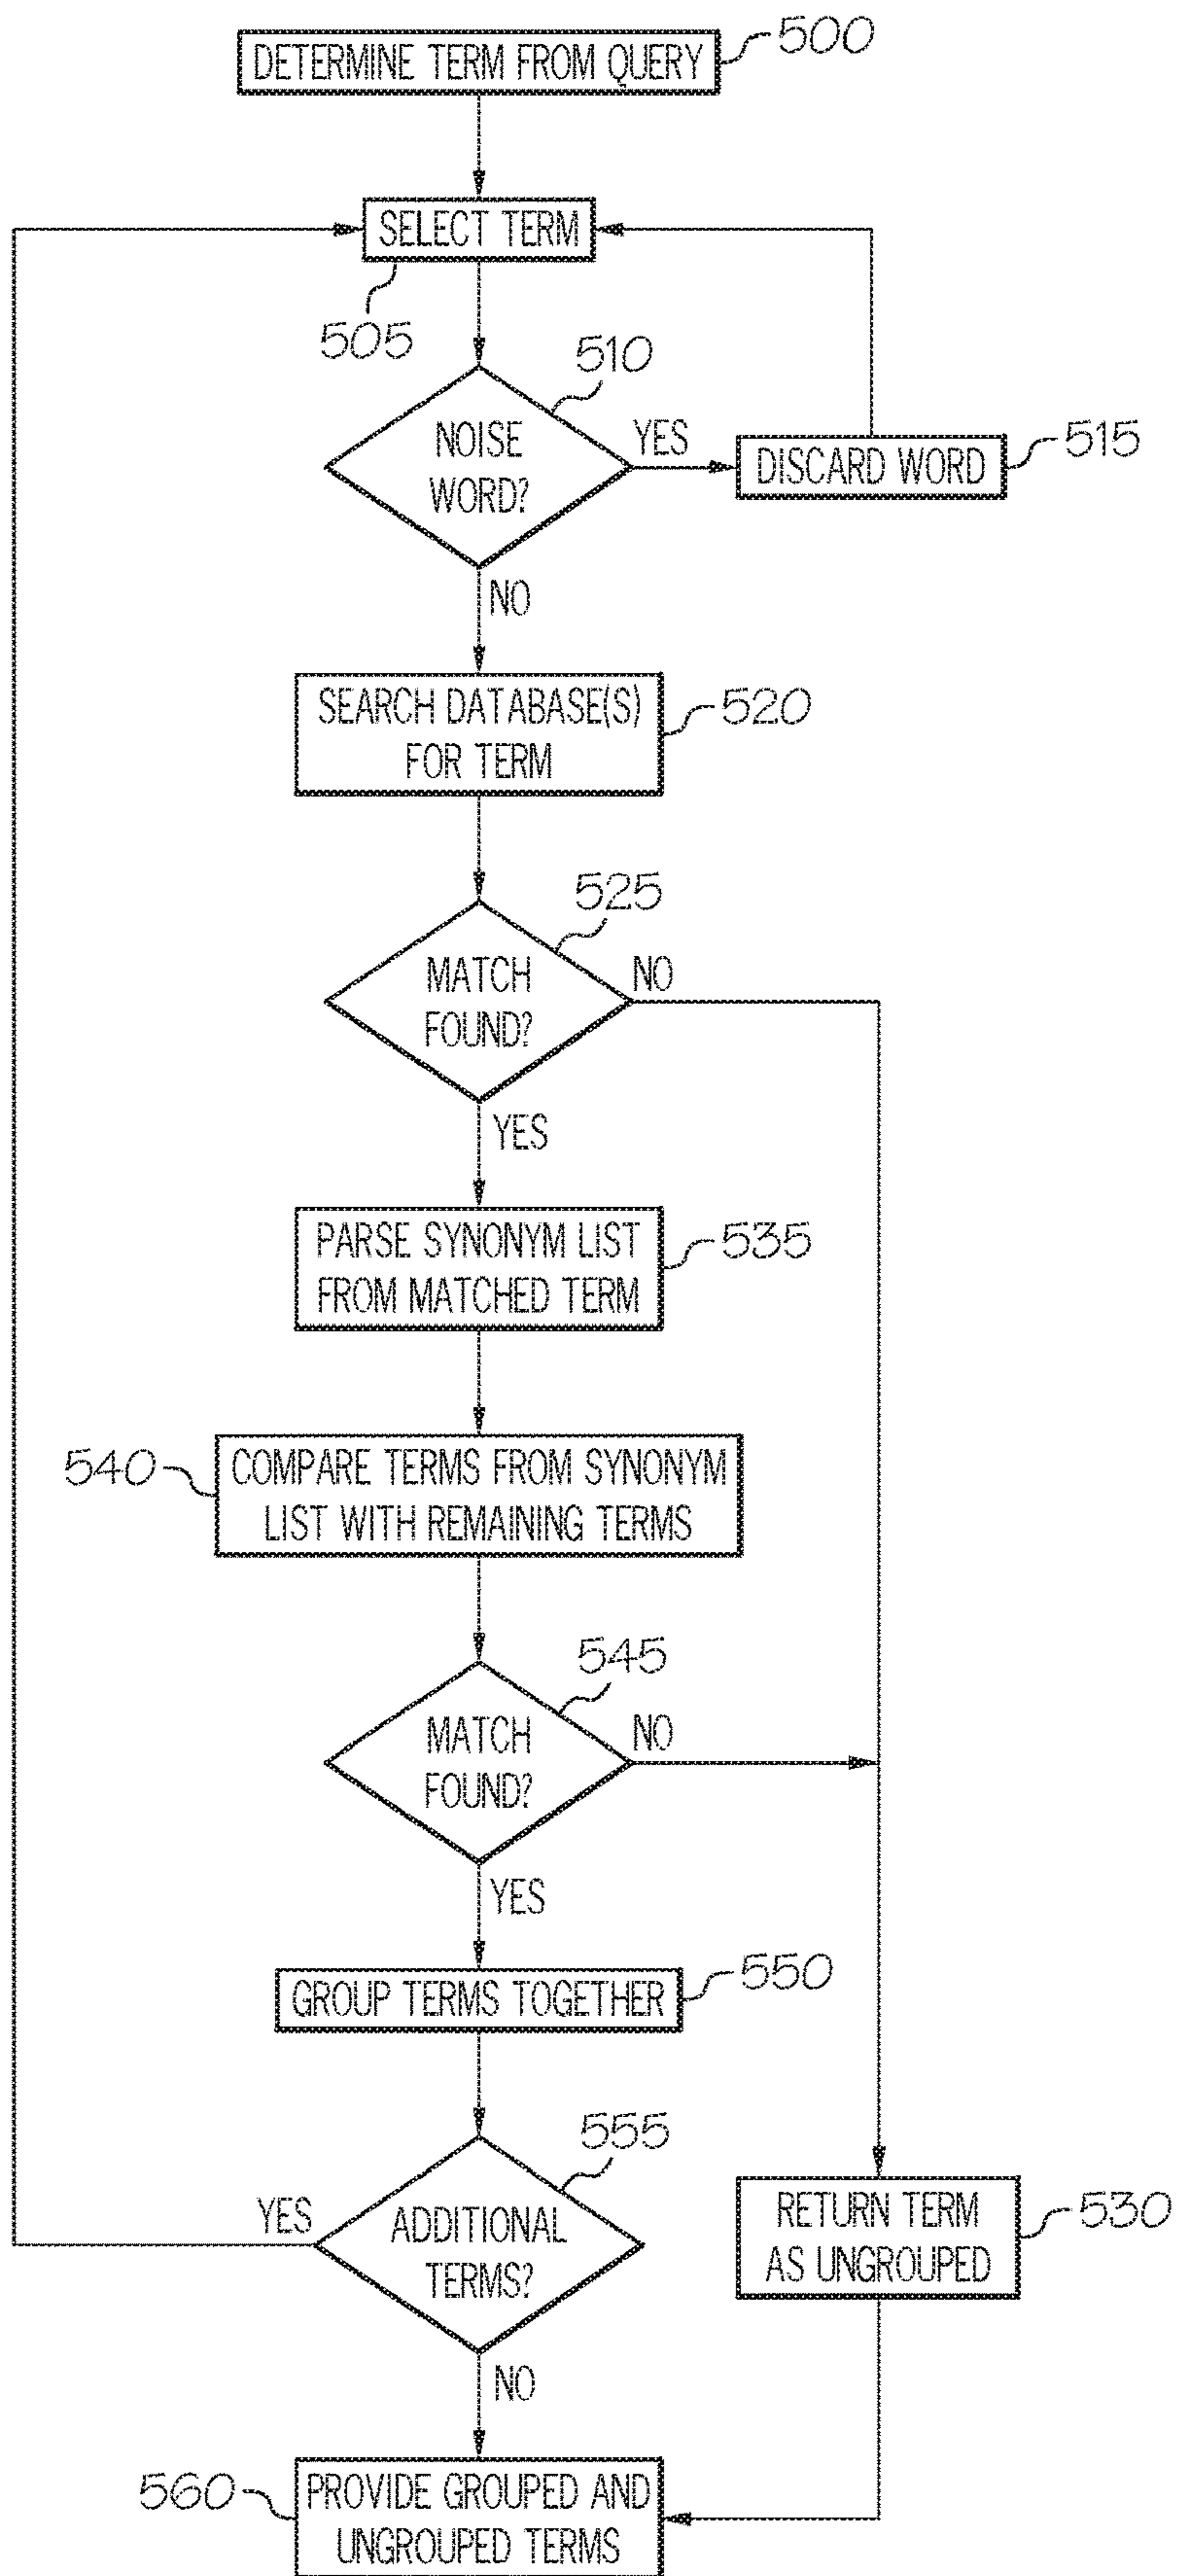 DETERMINE TERM FROM QUERY
500
SELECT TERM
505
510
NOISE
WORD?
YES
DISCARD WORD
515
NO
SEARCH DATABASE(S)
FOR TERM
520
525
MATCH
FOUND?
NO
YES
PARSE SYNONYM LIST
FROM MATCHED TERM
535
540
COMPARE TERMS FROM SYNONYM
LIST WITH REMAINING TERMS
545
MATCH
FOUND?
NO
YES
GROUP TERMS TOGETHER
550
555
YES
ADDITIONAL
TERMS?
RETURN TERM
AS UNGROUPED
530
NO
560
PROVIDE GROUPED AND
UNGROUPED TERMS